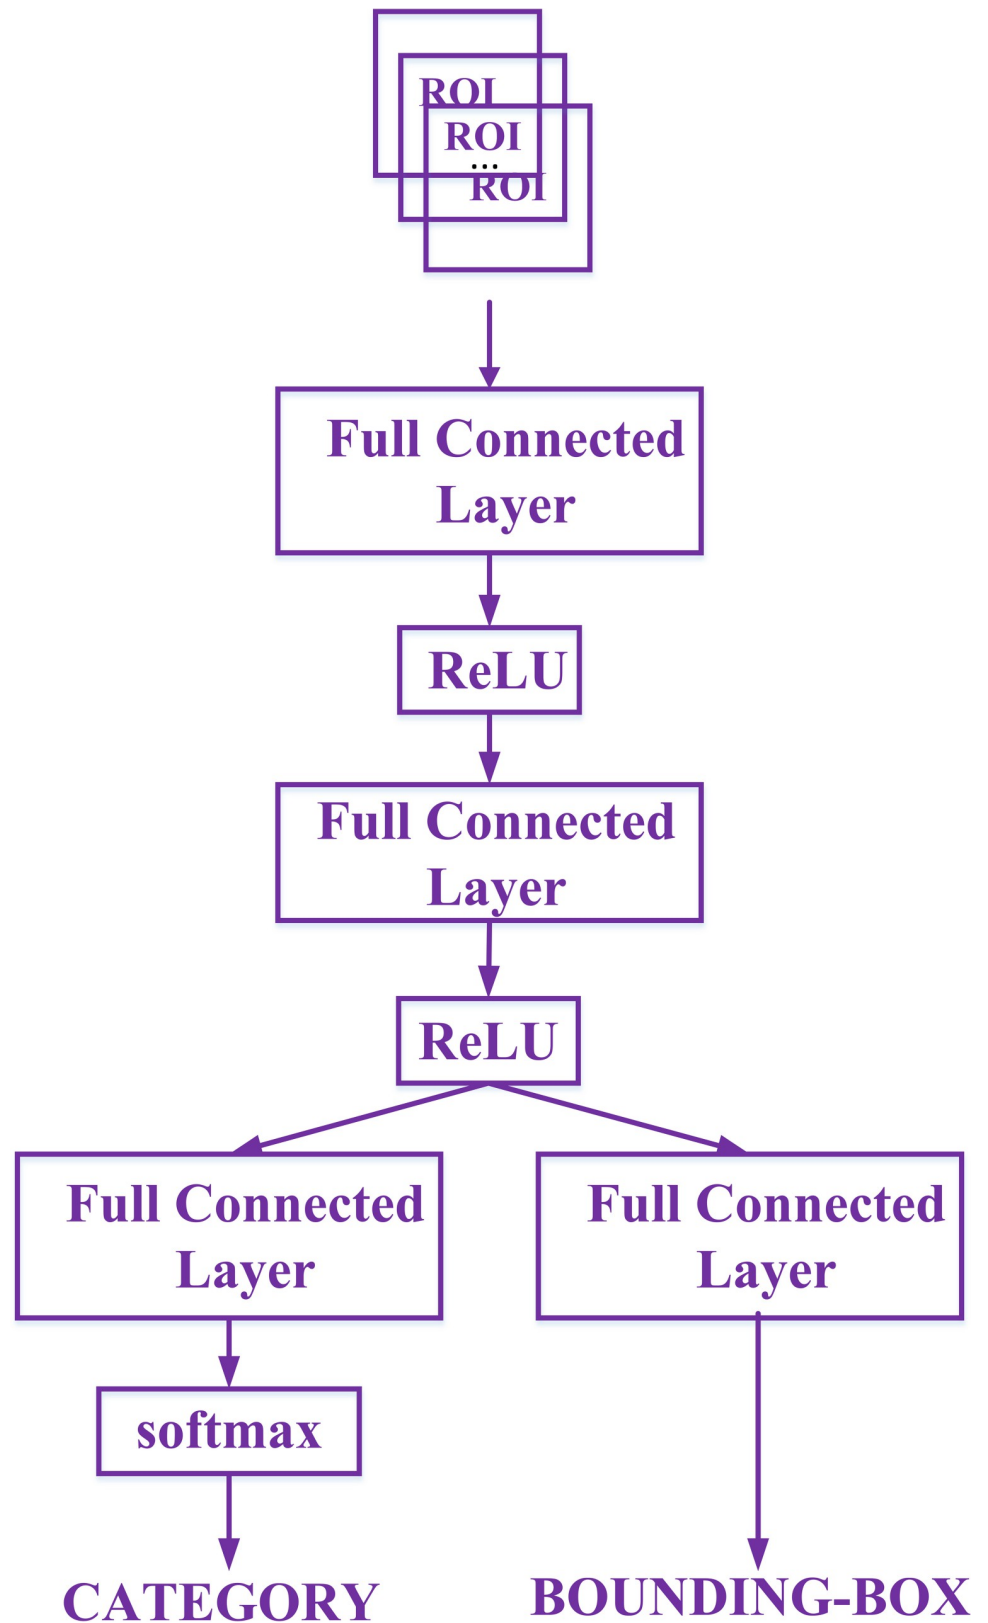 ROI
ROI
...
ROI
Full Connected
Layer
ReLU
Full Connected
Layer
ReLU
Full Connected
Layer
Full Connected
Layer
softmax
CATEGORY
BOUNDING-BOX